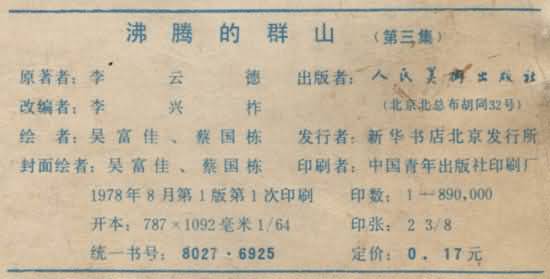 沸腾的群山 (第三集)
原著者：李云德 出版者：人民美术出版社
改编者：李兴柞 (北京北总布胡同32号)
绘 者：吴富佳、蔡国栋 发行者：新华书店北京发行所
封面绘者：吴富佳、蔡国栋 印刷者：中国青年出版社印刷厂
1978年8月第1版第1次印刷 印数：1—890,000
开本：787×1092毫米1/64 印张：2 3/8
统一书号：8027·6925 定价：0.17元